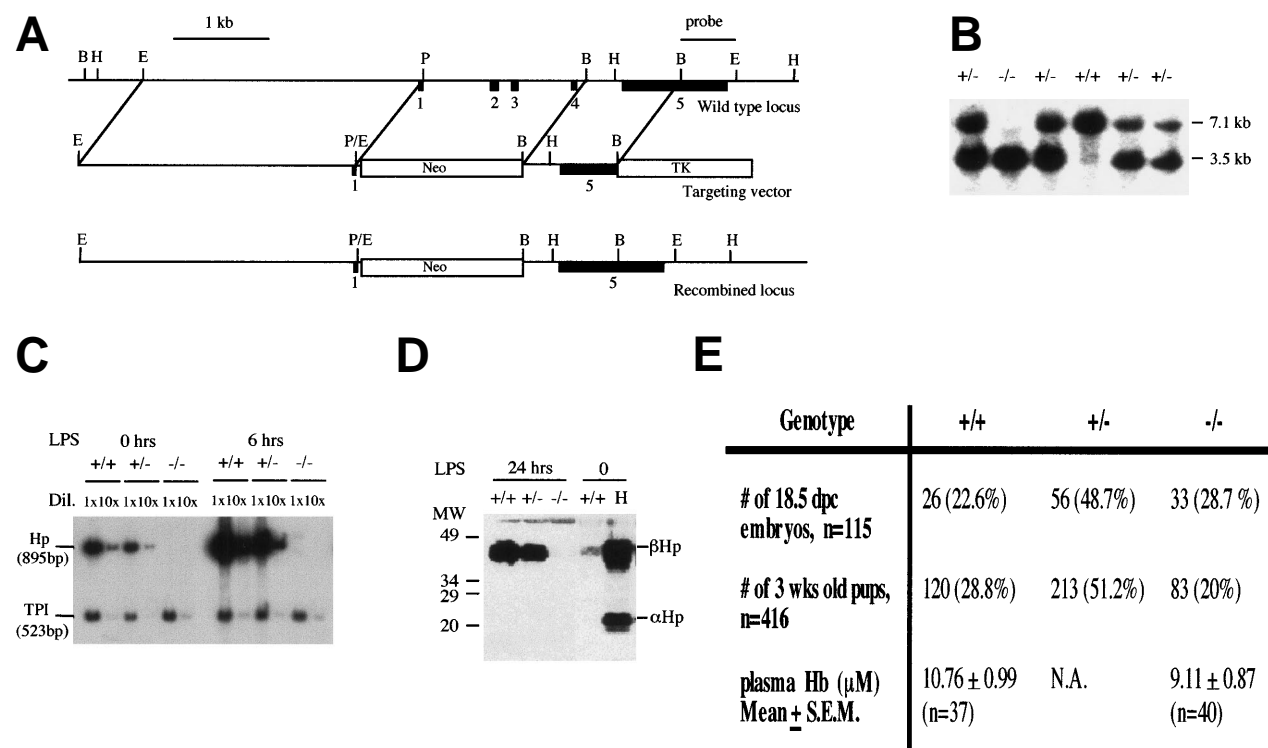 A
1 kb
probe
B H E P B H B E H
1 2 3 4 5
Wild type locus
E P/E B H B
Neo TK
1 5
Targeting vector
E P/E B H B E H
Neo
1 5
Recombined locus
B
+/- -/- +/- +/+ +/- +/-
7.1 kb
3.5 kb
C
LPS 0 hrs 6 hrs
+/+ +/- -/- +/+ +/- -/-
Dil. 1x10x 1x10x 1x10x 1x10x 1x10x 1x10x
Hp
(895bp)
TPI
(523bp)
D
LPS 24 hrs 0
+/+ +/- -/- +/+ H
MW
49
34
29
20
βHp
αHp
E
Genotype +/+ +/- -/-
# of 18.5 dpc 26 (22.6%) 56 (48.7%) 33 (28.7 %)
embryos, n=115
# of 3 wks old pups, 120 (28.8%) 213 (51.2%) 83 (20%)
n=416
plasma Hb (µM) 10.76 ± 0.99 N.A. 9.11 ± 0.87
Mean ± S.E.M. (n=37) (n=40)